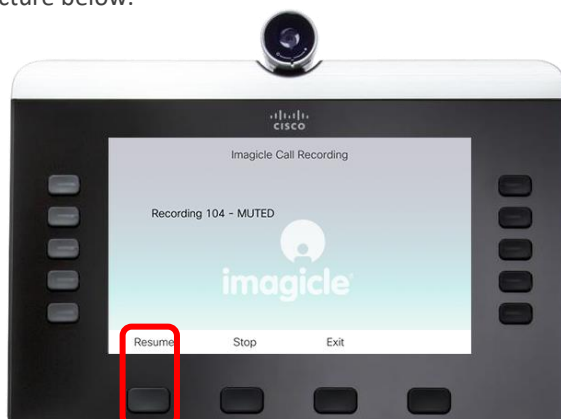 cture below:
CISCO
Imagicle Call Recording
Recording 104 - MUTED
imagicle
Resume Stop Exit